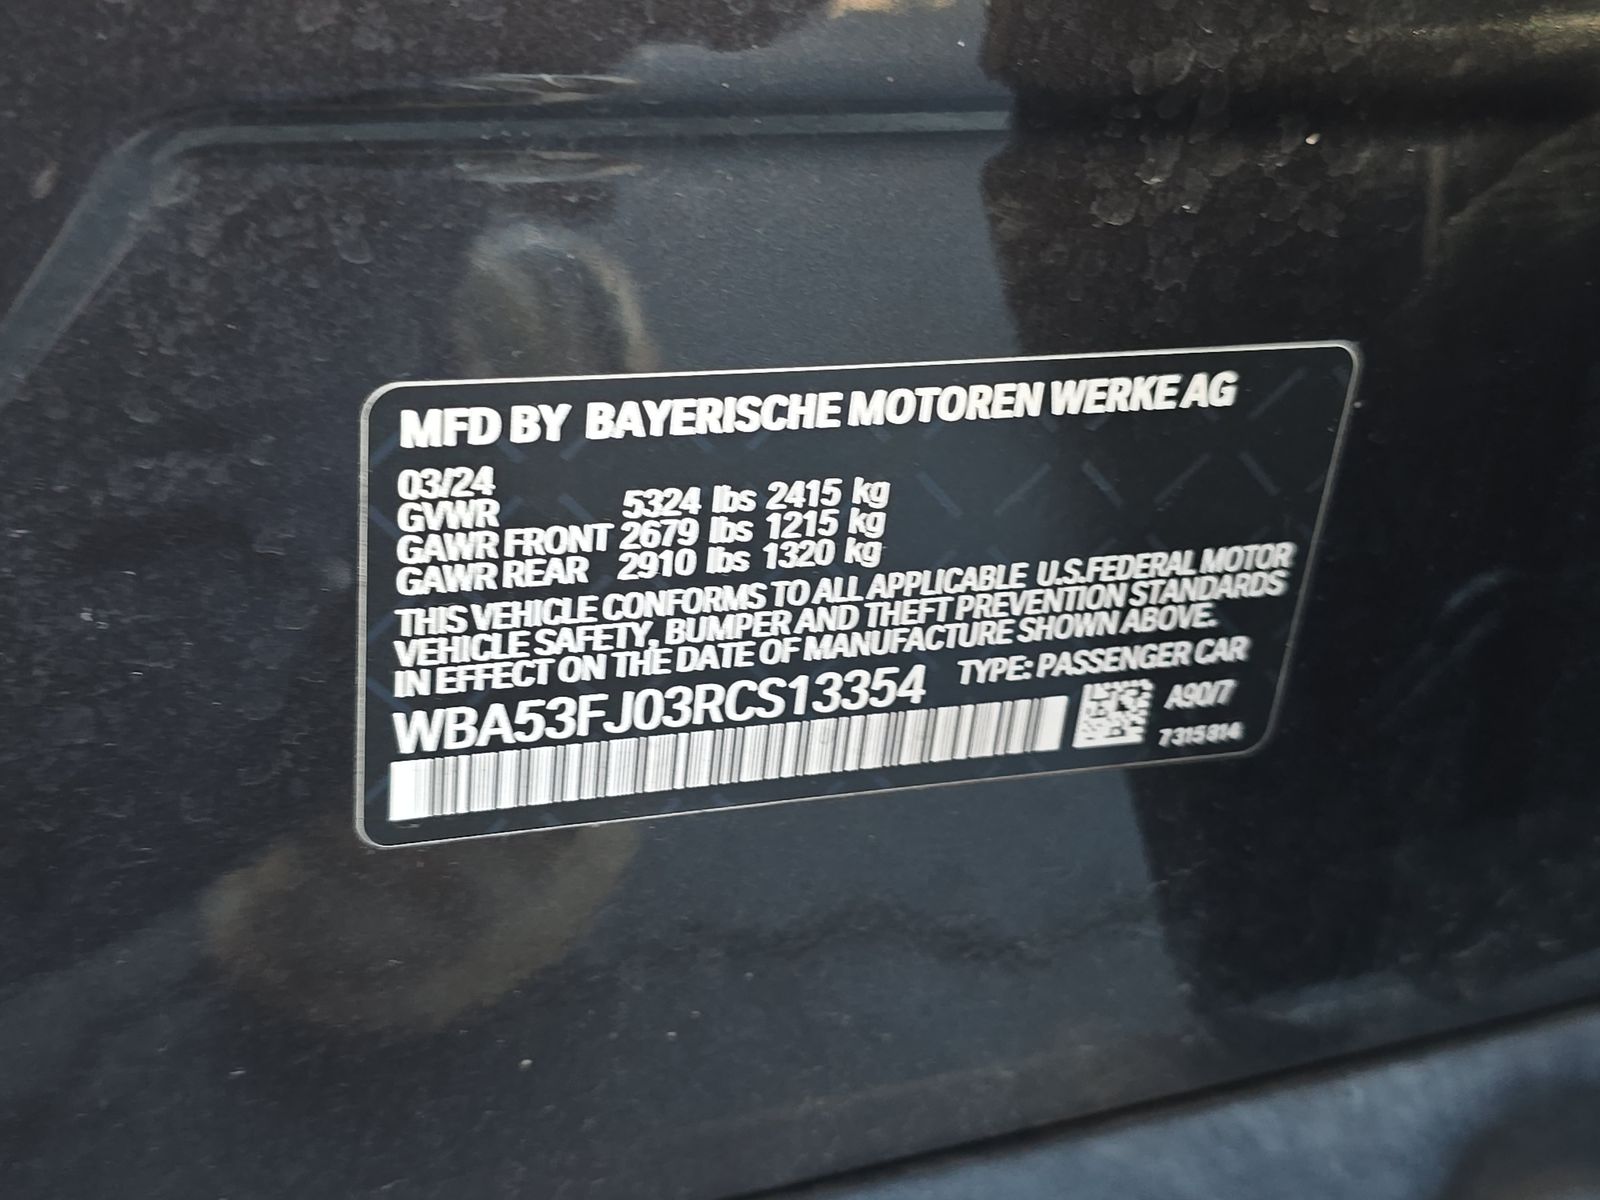 MFD BY BAYERISCHE MOTOREN WERKE AG
03/24
GVWR 5324 lbs 2415 kg
GAWR FRONT 2679 lbs 1215 kg
GAWR REAR 2910 lbs 1320 kg
THIS VEHICLE CONFORMS TO ALL APPLICABLE U.S.FEDERAL MOTOR
VEHICLE SAFETY, BUMPER AND THEFT PREVENTION STANDARDS
IN EFFECT ON THE DATE OF MANUFACTURE SHOWN ABOVE.
WBA53FJ03RCS13354 TYPE: PASSENGER CAR
A90/7
7315814